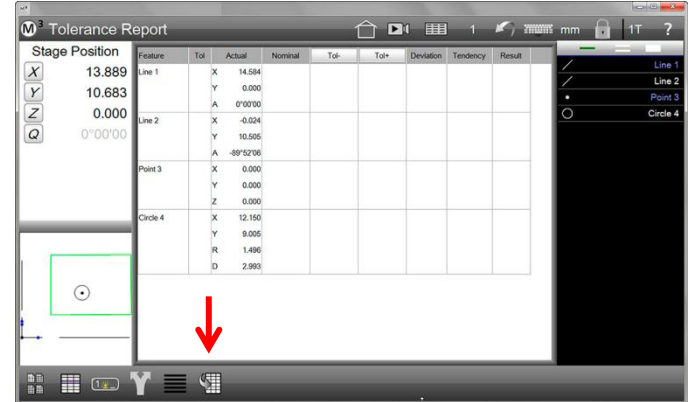 M³ Tolerance Report 1 mm 1T ?
Stage Position
X 13.889
Y 10.683
Z 0.000
Q 0°00'00
Feature Tol Actual Nominal Tol- Tol+ Deviation Tendency Result
Line 1 X 14.584
Y 0.000
A 0°00'00
Line 2 X -0.024
Y 10.505
A -89°52'06
Point 3 X 0.000
Y 0.000
Z 0.000
Circle 4 X 12.150
Y 9.005
R 1.496
D 2.993
Line 1
Line 2
Point 3
Circle 4